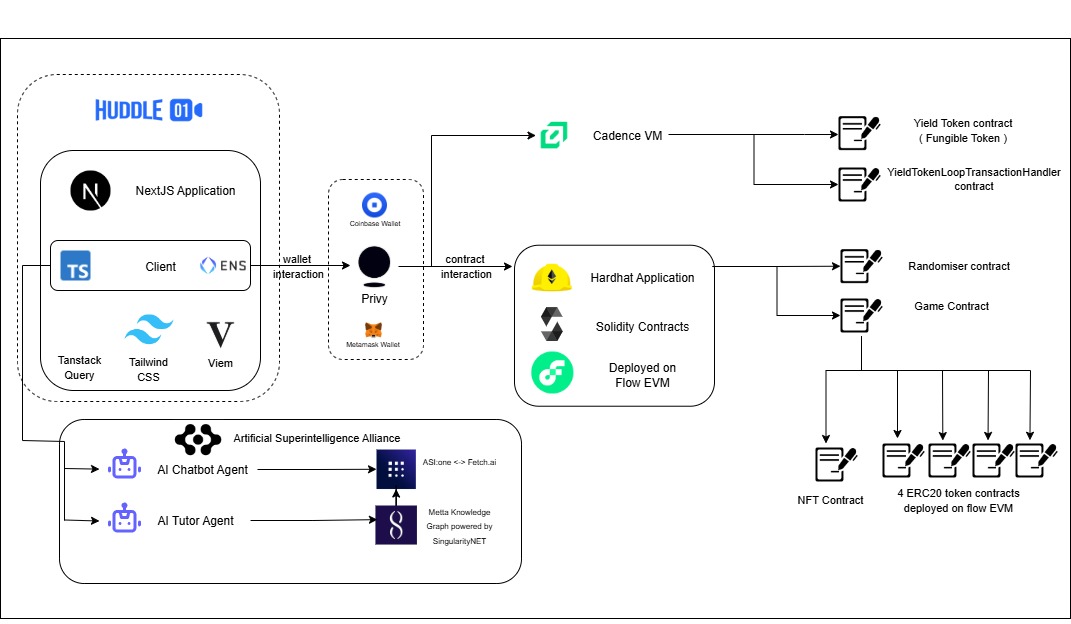 HUDDLE 01
N
NextJS Application
TS
Client
ENS
Tanstack
Query
Tailwind
CSS
V
Viem
wallet
interaction
Coinbase Wallet
Privy
Metamask Wallet
contract
interaction
Cadence VM
Yield Token contract
( Fungible Token )
YieldTokenLoopTransactionHandler
contract
Hardhat Application
Solidity Contracts
Deployed on
Flow EVM
Randomiser contract
Game Contract
NFT Contract
4 ERC20 token contracts
deployed on flow EVM
Artificial Superintelligence Alliance
AI Chatbot Agent
ASI:one <-> Fetch.ai
AI Tutor Agent
Metta Knowledge
Graph powered by
SingularityNET